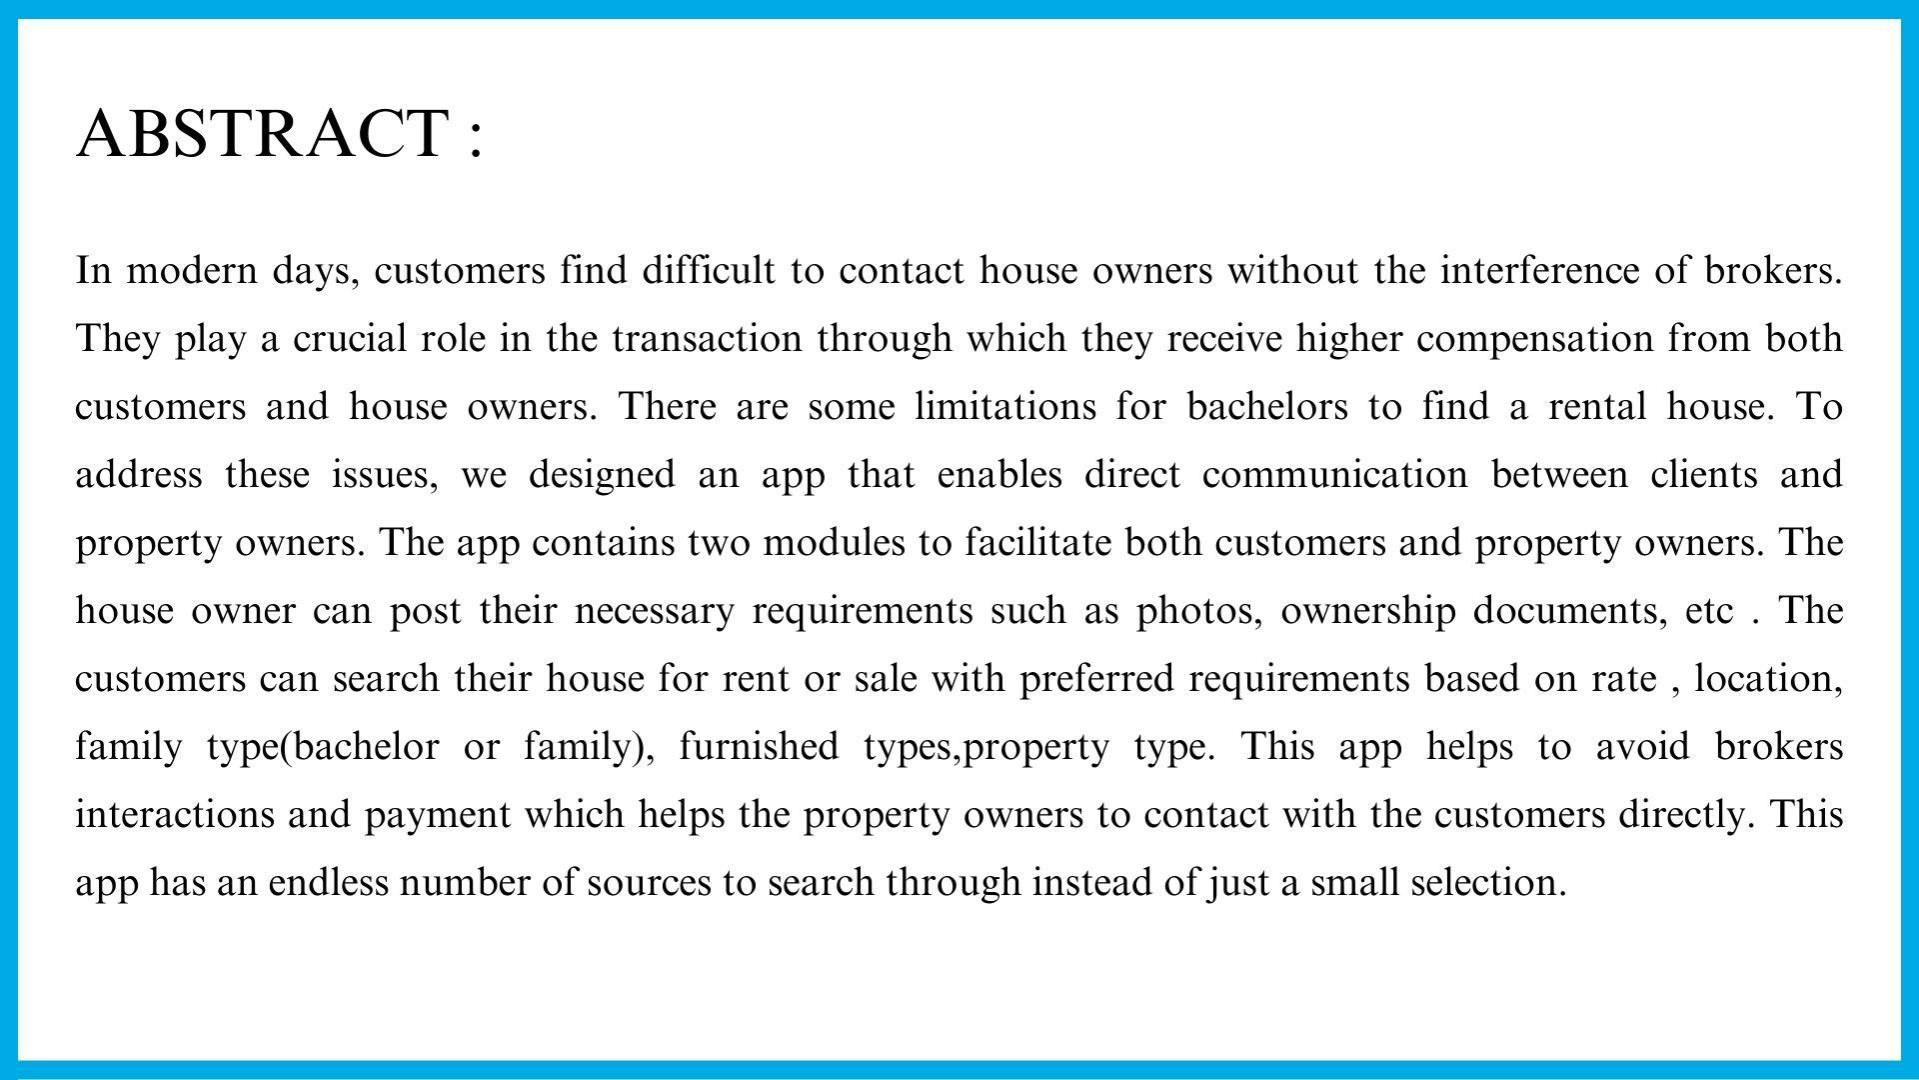 ABSTRACT :
In modern days, customers find difficult to contact house owners without the interference of brokers.
They play a crucial role in the transaction through which they receive higher compensation from both
customers and house owners. There are some limitations for bachelors to find a rental house. To
address these issues, we designed an app that enables direct communication between clients and
property owners. The app contains two modules to facilitate both customers and property owners. The
house owner can post their necessary requirements such as photos, ownership documents, etc . The
customers can search their house for rent or sale with preferred requirements based on rate , location,
family type(bachelor or family), furnished types,property type. This app helps to avoid brokers
interactions and payment which helps the property owners to contact with the customers directly. This
app has an endless number of sources to search through instead of just a small selection.